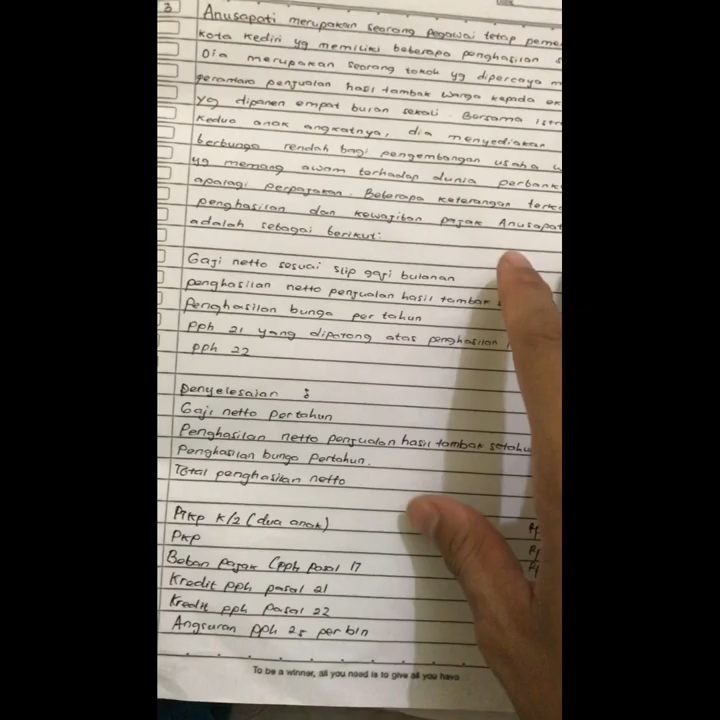 3
Anusapati merupakan seorang pegawai tetap peme
kota kediri yg memiliki beberapa penghasilan s
Dia merupakan seorang tokoh yg dipercaya m
perantara penjualan hasil tambak warga kepada ek
yg dipanen empat bulan sekali. Bersama istr
kedua anak angkatnya, dia menyediakan
berbunga rendah bagi pengembangan usaha w
yg memang awam terhadap dunia perbank
apalagi perpajakan. Beberapa keterangan terka
penghasilan dan kewajiban pajak Anusapat
adalah sebagai berikut:
Gaji netto sesuai slip gaji bulanan
penghasilan netto penjualan hasil tambak s
Penghasilan bunga per tahun
pph 21 yang dipotong atas penghasilan
pph 22
Penyelesaian :
Gaji netto pertahun
Penghasilan netto penjualan hasil tambak setahu
Penghasilan bunga Pertahun.
Total penghasilan netto
PTKP K/2 (dua anak)
PKP
Beban pajak (pph pasal 17
Kredit pph pasal 21
Kredit pph pasal 22
Angsuran pph 25 per bln
To be a winner, all you need is to give all you have